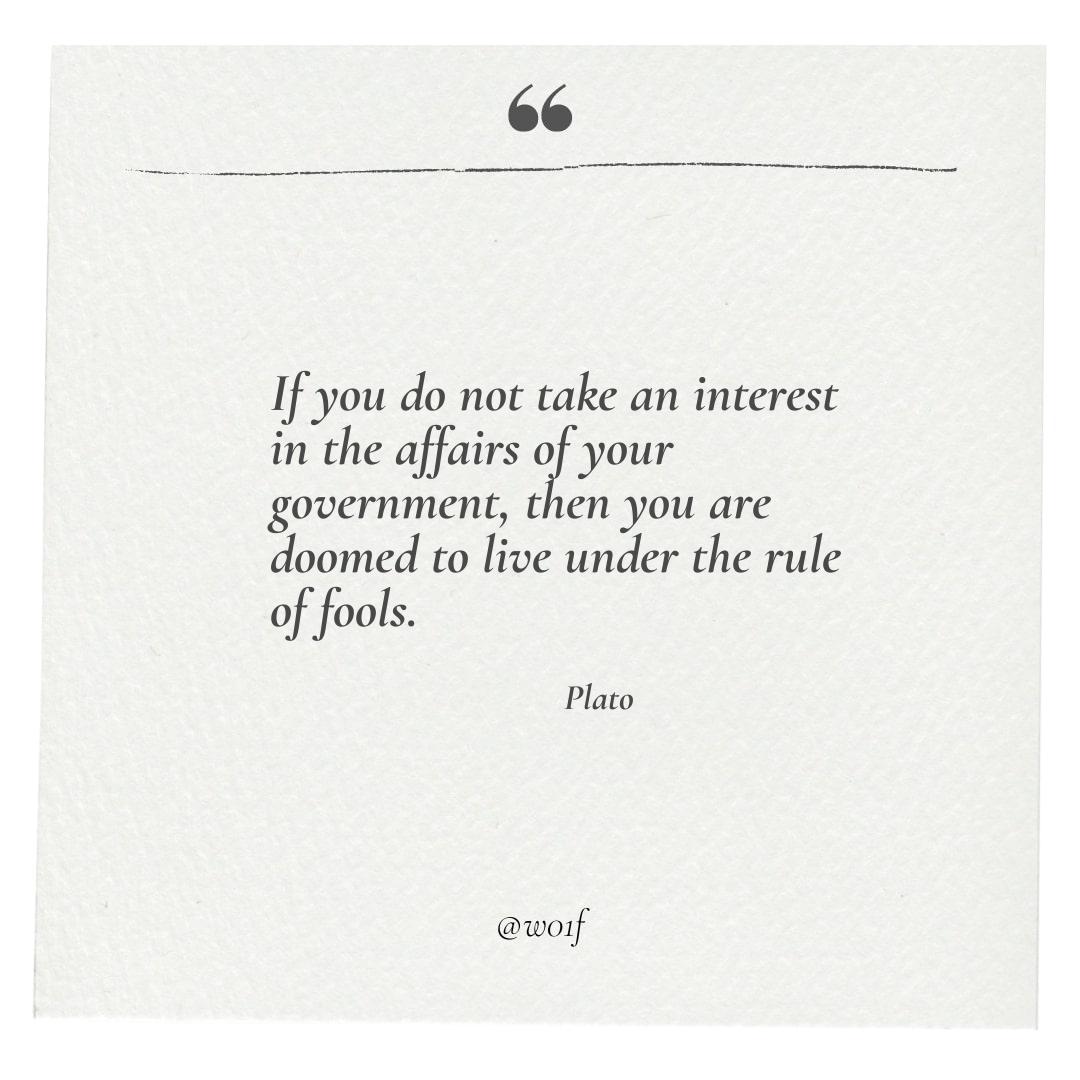 “
If you do not take an interest
in the affairs of your
government, then you are
doomed to live under the rule
of fools.
Plato
@wo1f